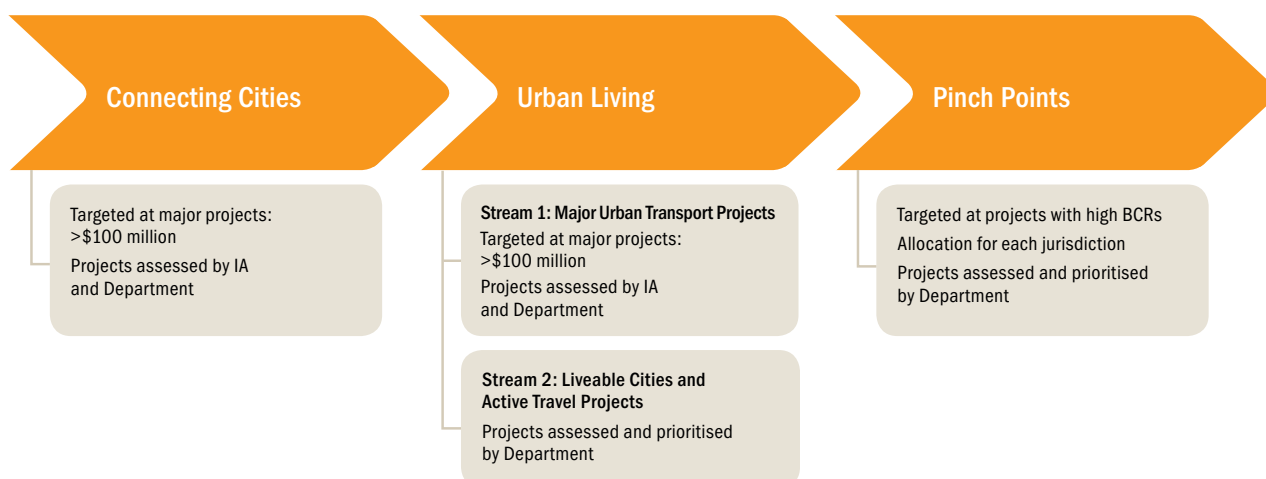 Connecting Cities
Targeted at major projects:
>$100 million
Projects assessed by IA
and Department
Urban Living
Stream 1: Major Urban Transport Projects
Targeted at major projects:
>$100 million
Projects assessed by IA
and Department
Stream 2: Liveable Cities and
Active Travel Projects
Projects assessed and prioritised
by Department
Pinch Points
Targeted at projects with high BCRs
Allocation for each jurisdiction
Projects assessed and prioritised
by Department